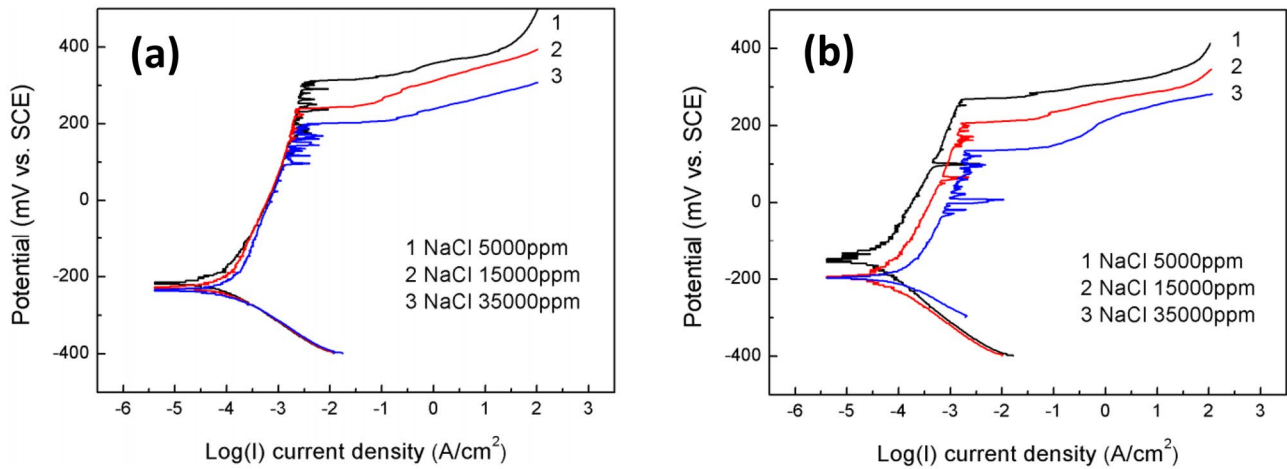 (a)
Potential (mV vs. SCE)
400
200
0
-200
-400
1
2
3
1 NaCl 5000ppm
2 NaCl 15000ppm
3 NaCl 35000ppm
-6 -5 -4 -3 -2 -1 0 1 2 3
Log(I) current density (A/cm²)
(b)
Potential (mV vs. SCE)
400
200
0
-200
-400
1
2
3
1 NaCl 5000ppm
2 NaCl 15000ppm
3 NaCl 35000ppm
-6 -5 -4 -3 -2 -1 0 1 2 3
Log(I) current density (A/cm²)